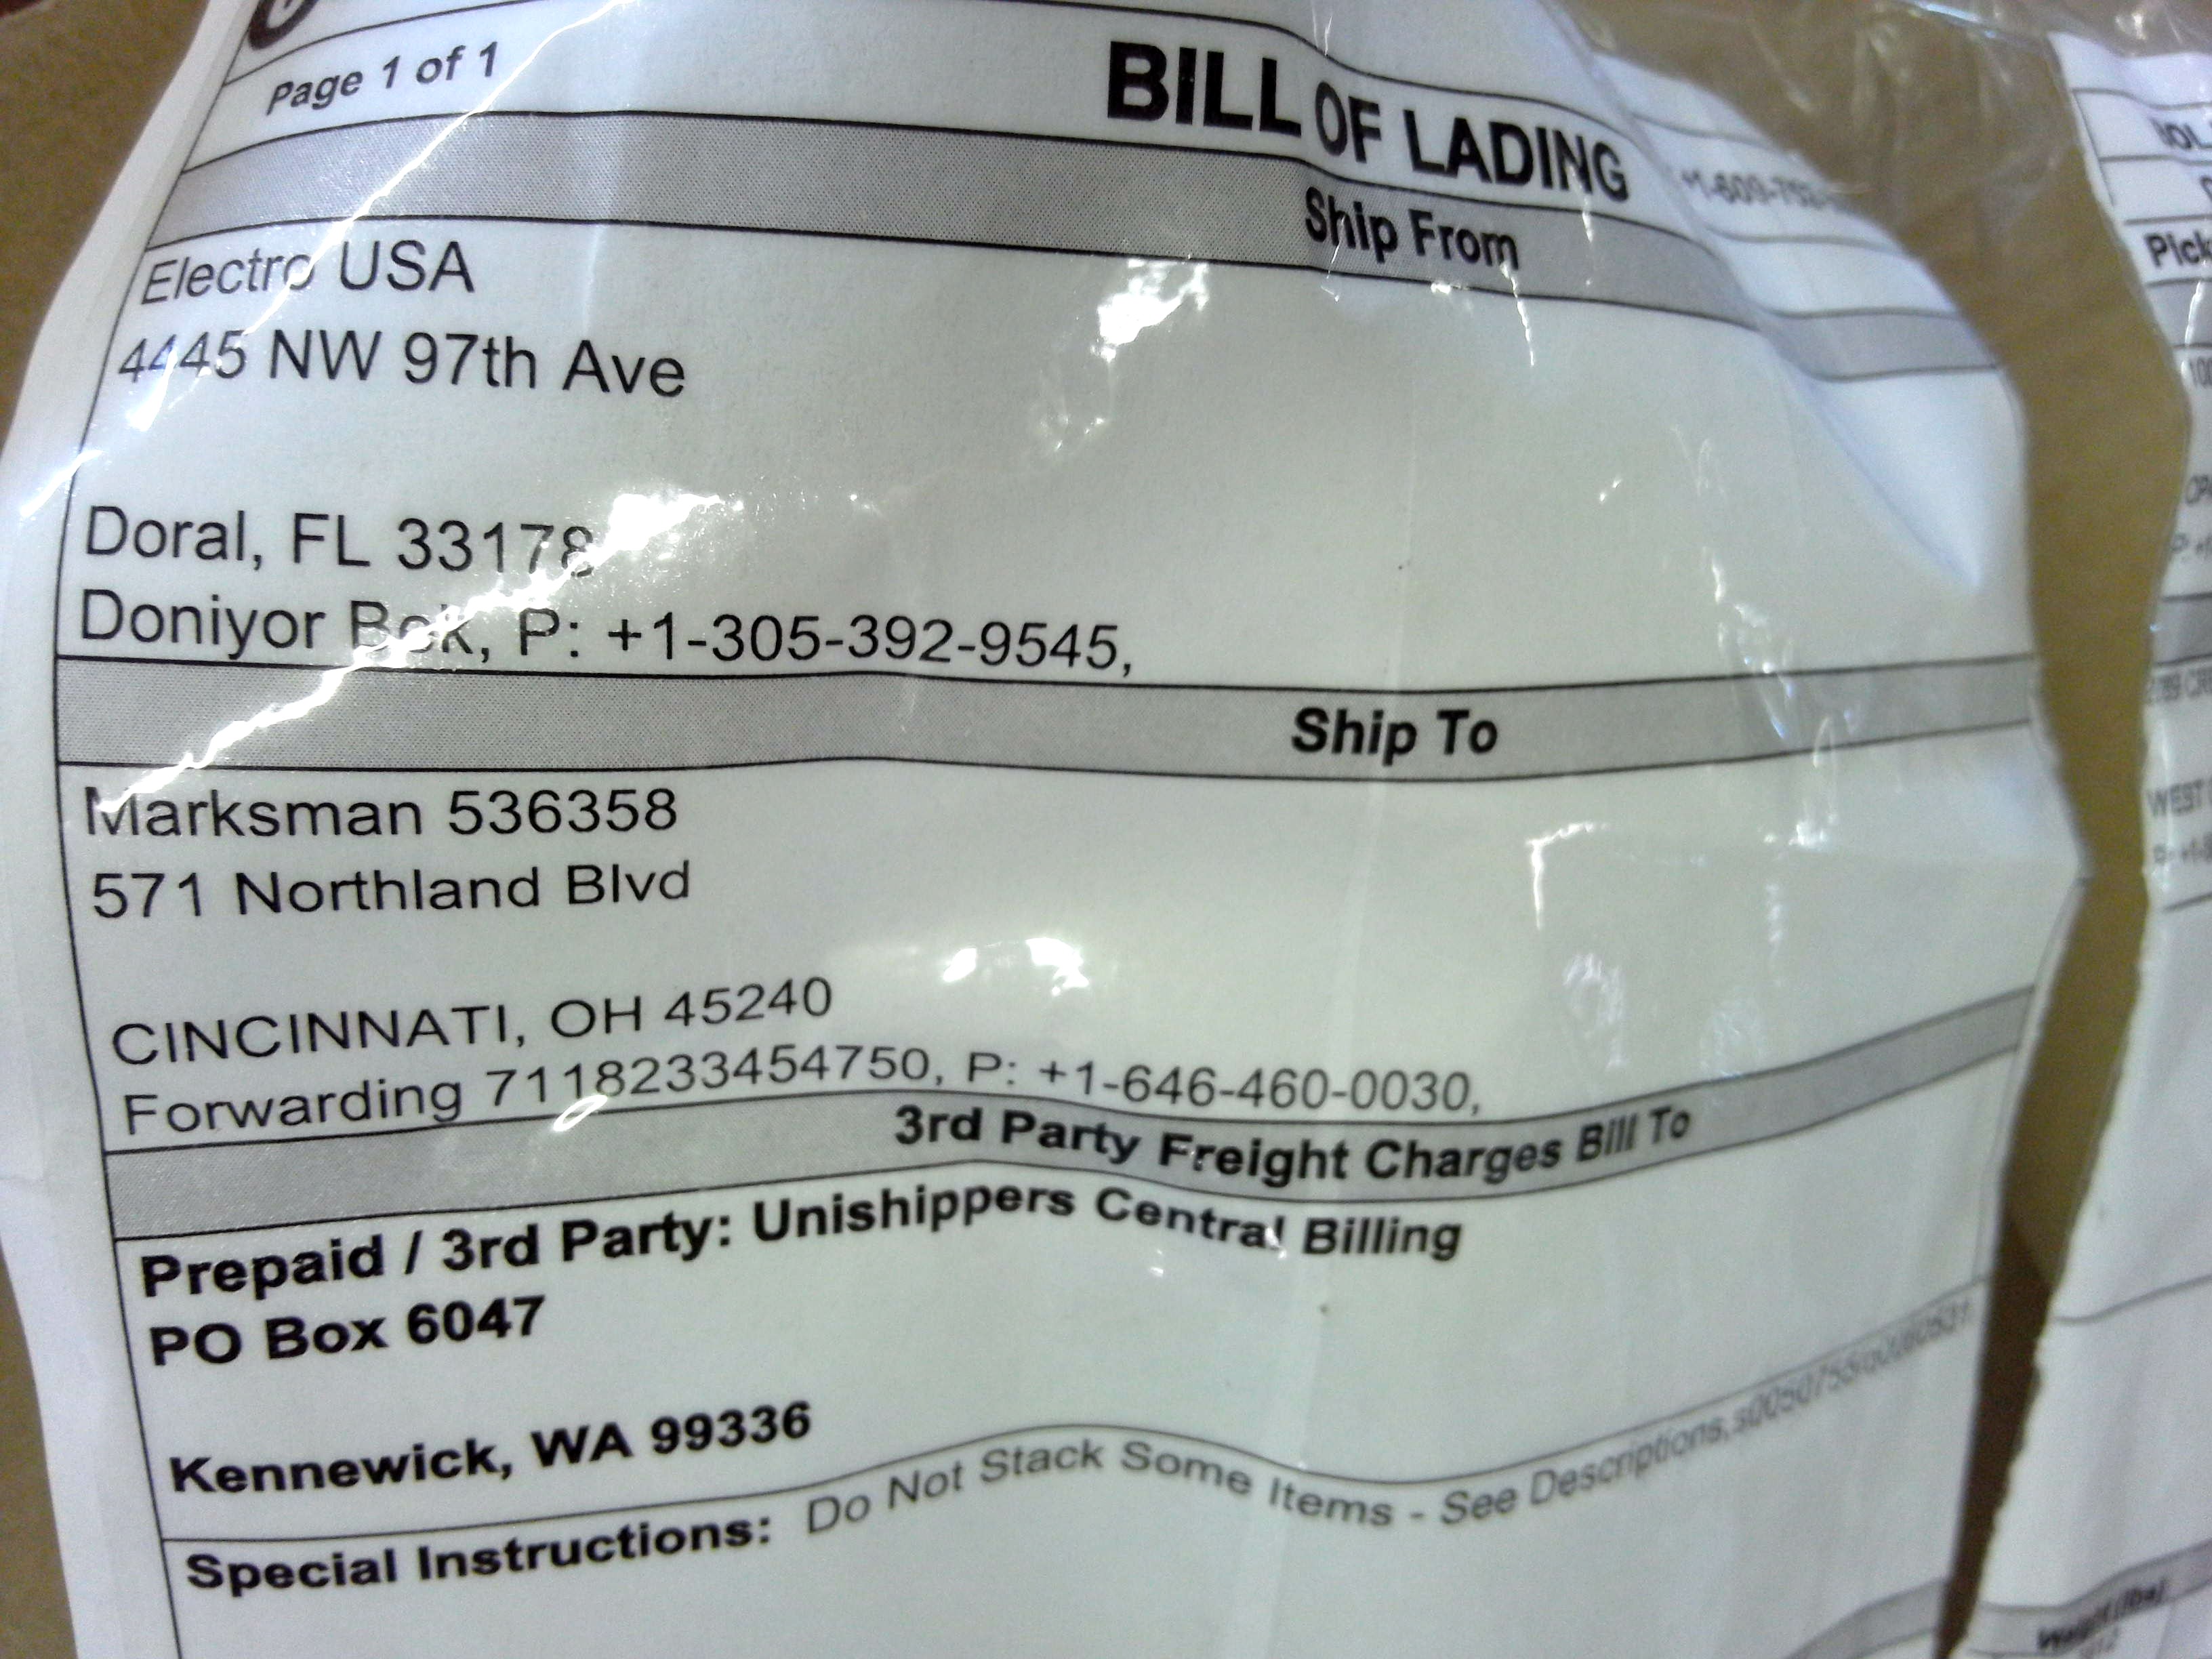 Page 1 of 1
BILL OF LADING
Ship From
Electro USA
4445 NW 97th Ave
Doral, FL 33178
Doniyor Bek, P: +1-305-392-9545,
Ship To
Marksman 536358
571 Northland Blvd
CINCINNATI, OH 45240
Forwarding 7118233454750, P: +1-646-460-0030,
3rd Party Freight Charges Bill To
Prepaid / 3rd Party: Unishippers Central Billing
PO Box 6047
Kennewick, WA 99336
Special Instructions: Do Not Stack Some Items - See Descriptions,
WEST
Weight (lbs)